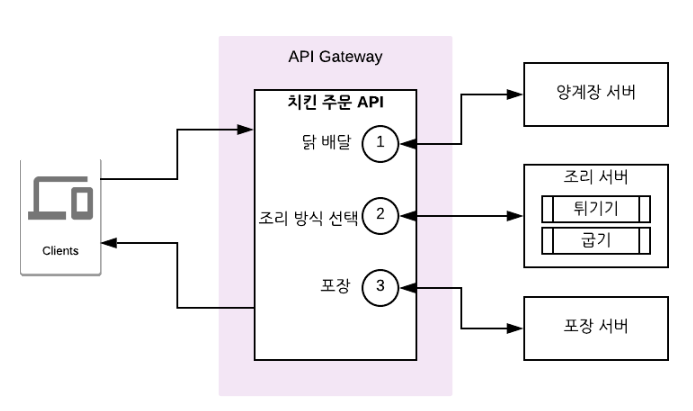 API Gateway
치킨 주문 API
닭 배달 1
조리 방식 선택 2
포장 3
Clients
양계장 서버
조리 서버
튀기기
굽기
포장 서버